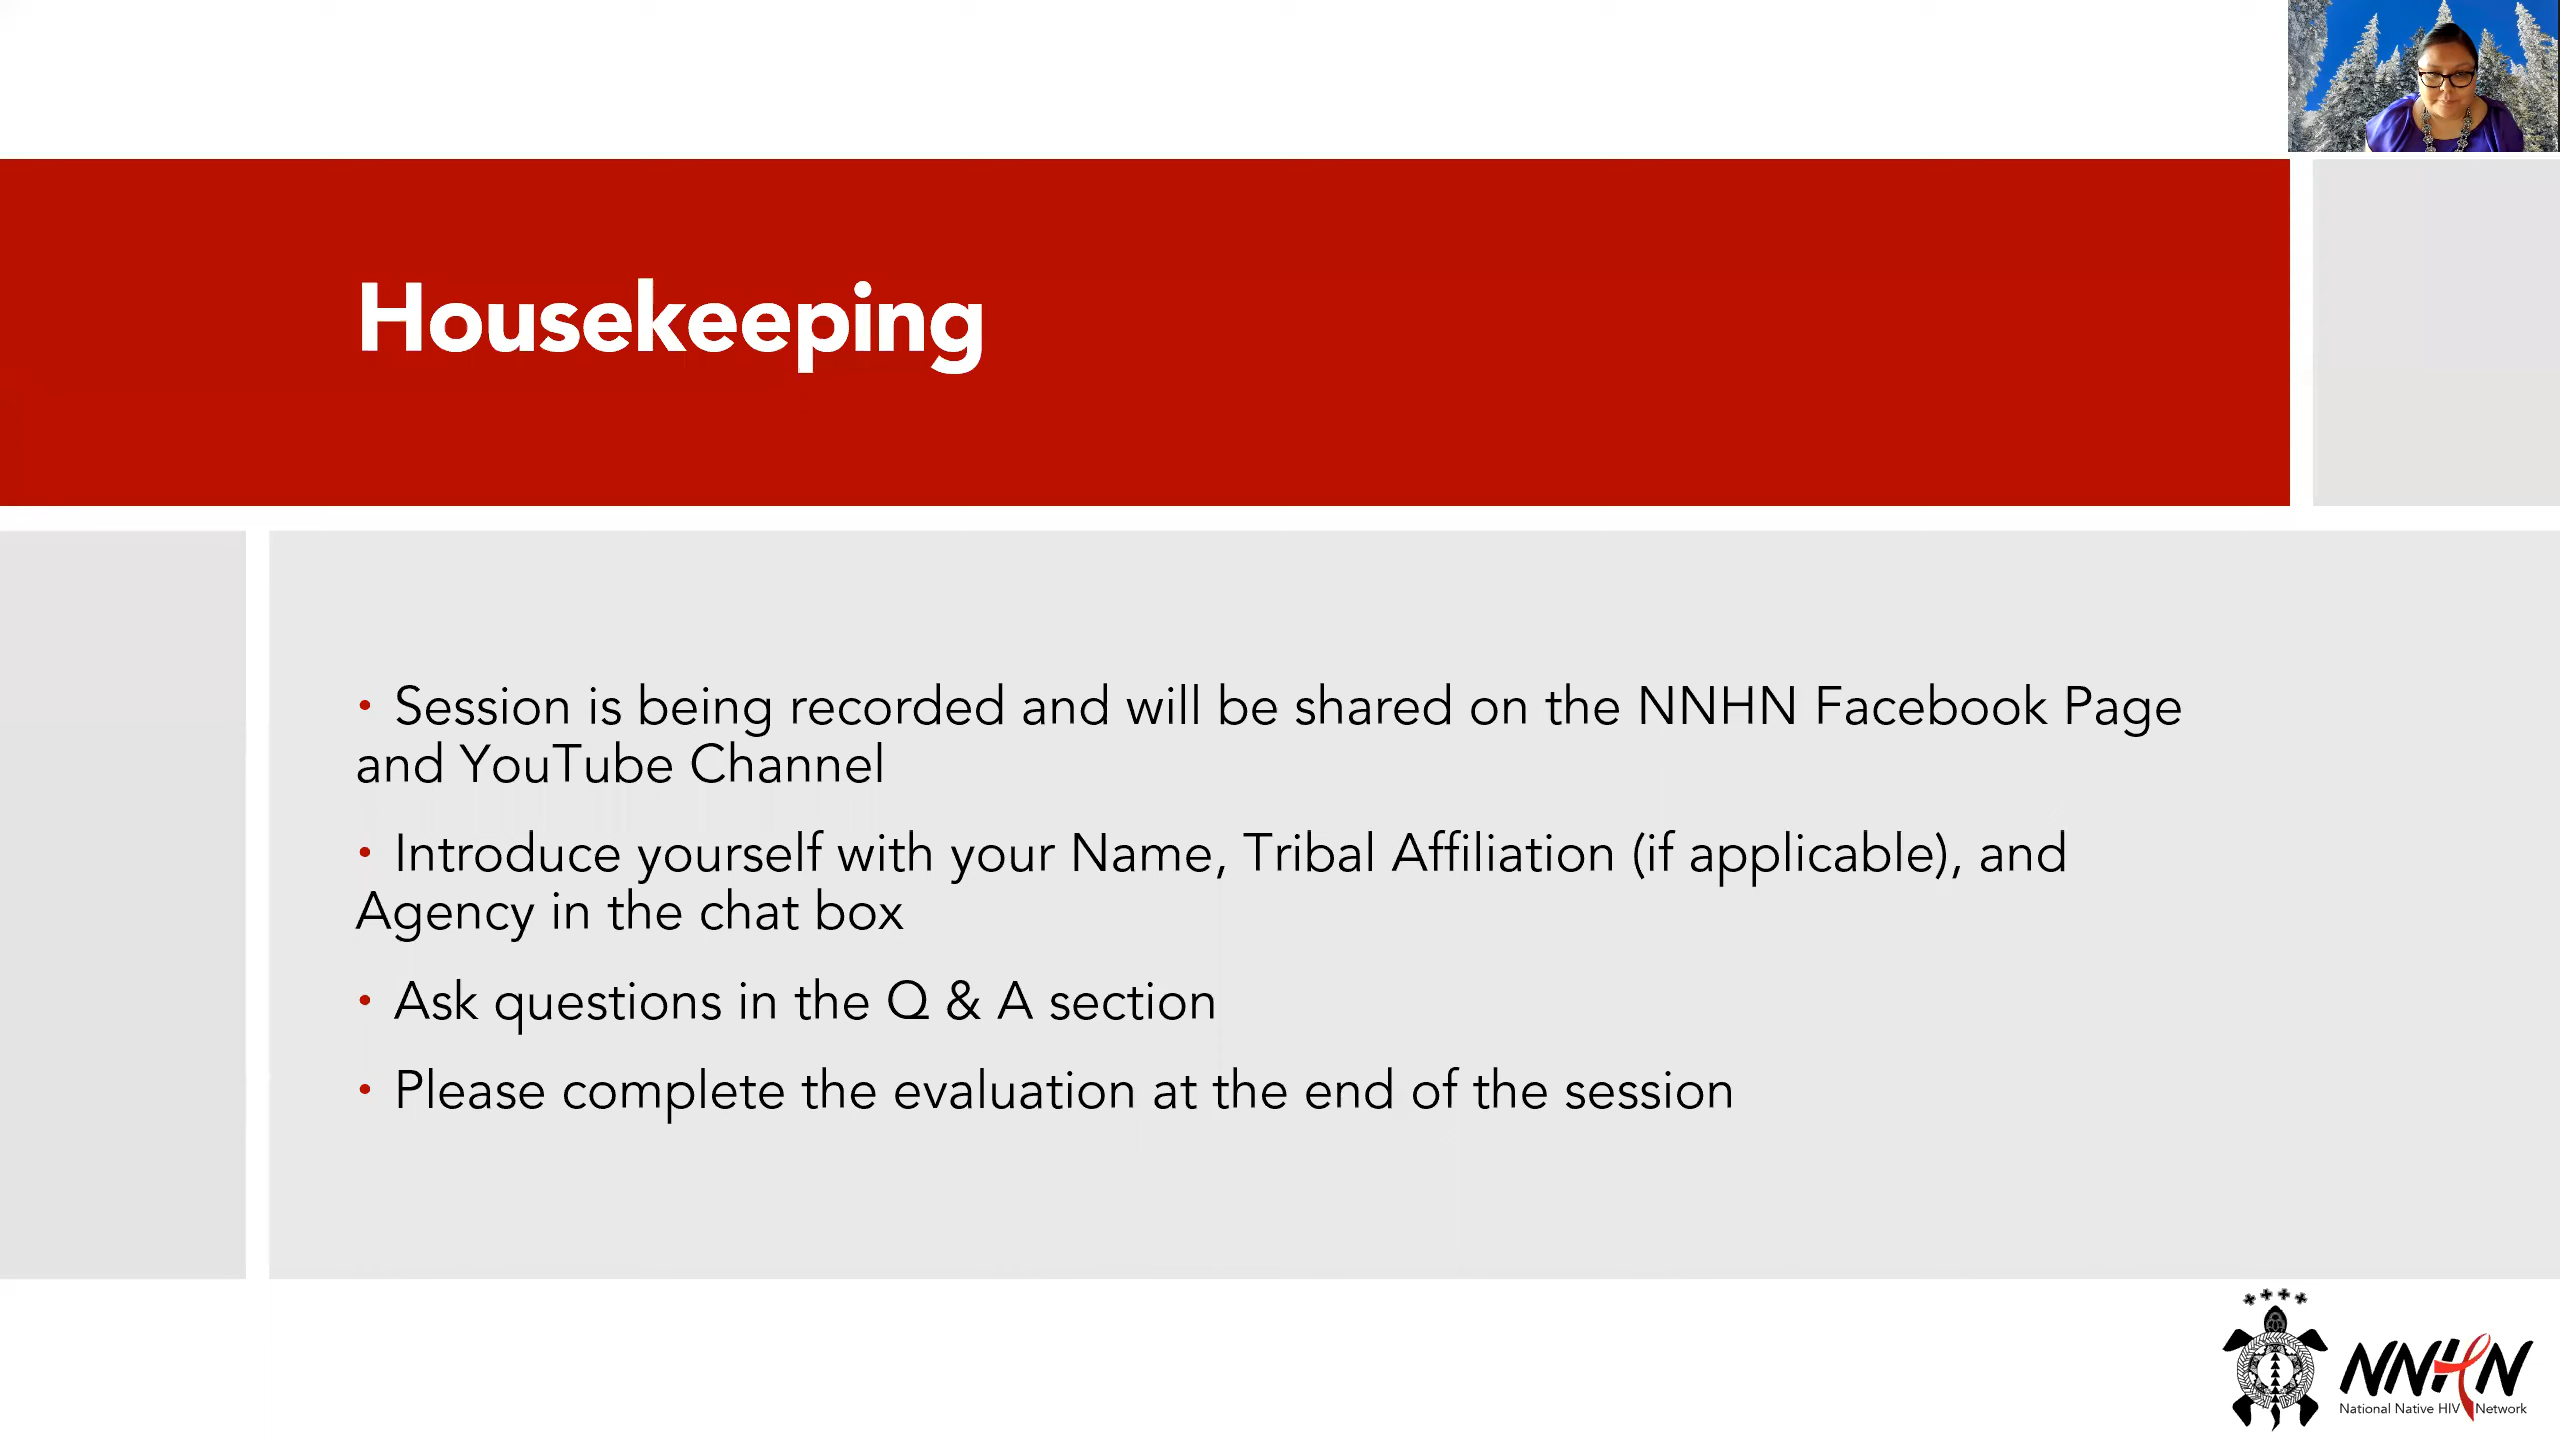 Housekeeping
• Session is being recorded and will be shared on the NNHN Facebook Page
and YouTube Channel
• Introduce yourself with your Name, Tribal Affiliation (if applicable), and
Agency in the chat box
• Ask questions in the Q & A section
• Please complete the evaluation at the end of the session
NNHN
National Native HIV Network